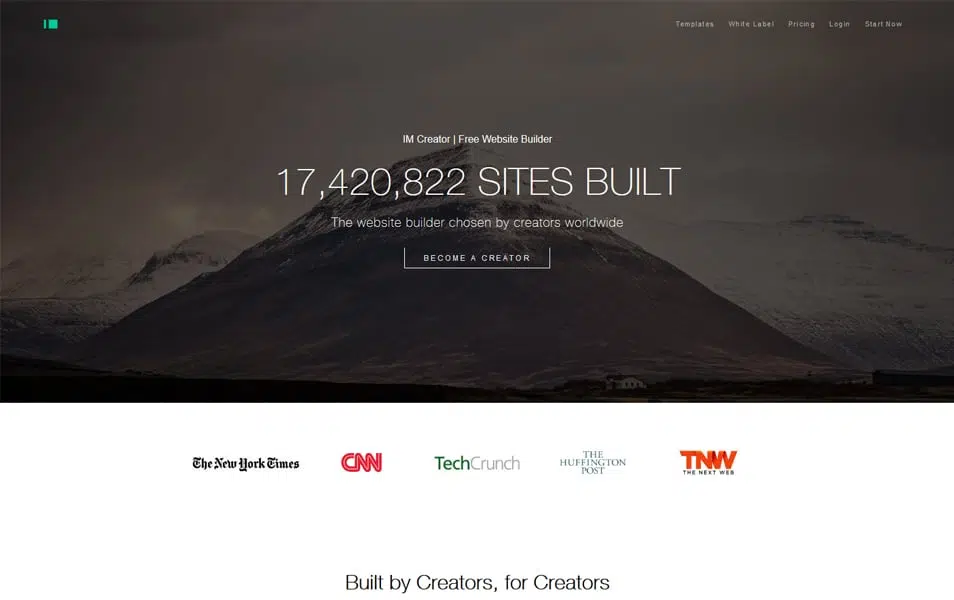 Templates White Label Pricing Login Start Now
IM Creator | Free Website Builder
17,420,822 SITES BUILT
The website builder chosen by creators worldwide
BECOME A CREATOR
The New York Times
CNN
TechCrunch
THE
HUFFINGTON
POST
TNW
THE NEXT WEB
Built by Creators, for Creators